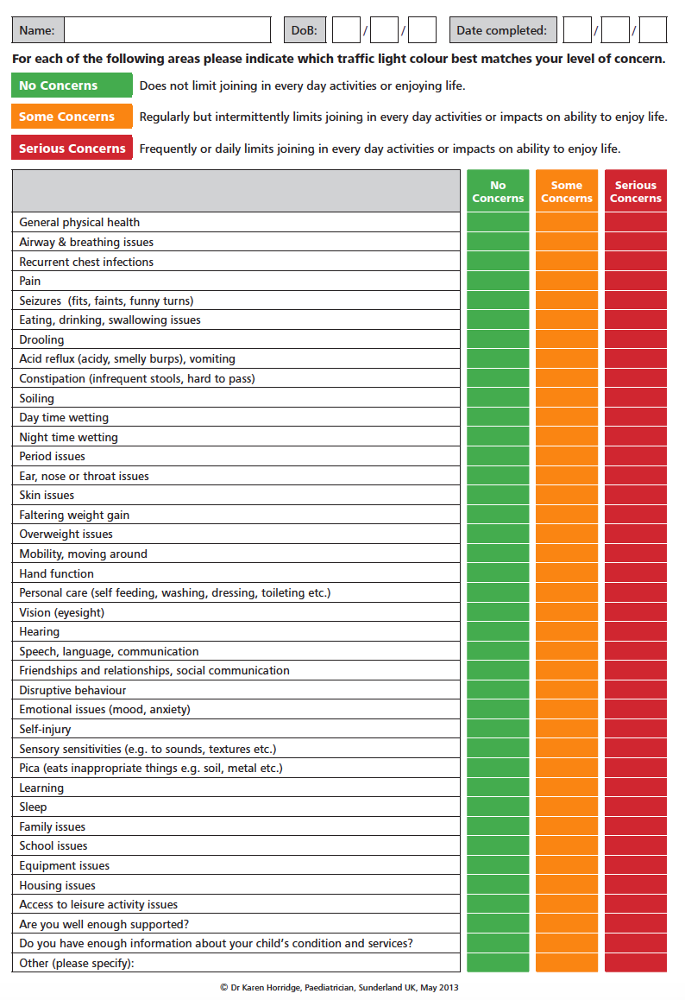 Name: DoB: / / Date completed: / /
For each of the following areas please indicate which traffic light colour best matches your level of concern.
No Concerns Does not limit joining in every day activities or enjoying life.
Some Concerns Regularly but intermittently limits joining in every day activities or impacts on ability to enjoy life.
Serious Concerns Frequently or daily limits joining in every day activities or impacts on ability to enjoy life.
No Some Serious
Concerns Concerns Concerns
General physical health
Airway & breathing issues
Recurrent chest infections
Pain
Seizures (fits, faints, funny turns)
Eating, drinking, swallowing issues
Drooling
Acid reflux (acidy, smelly burps), vomiting
Constipation (infrequent stools, hard to pass)
Soiling
Day time wetting
Night time wetting
Period issues
Ear, nose or throat issues
Skin issues
Faltering weight gain
Overweight issues
Mobility, moving around
Hand function
Personal care (self feeding, washing, dressing, toileting etc.)
Vision (eyesight)
Hearing
Speech, language, communication
Friendships and relationships, social communication
Disruptive behaviour
Emotional issues (mood, anxiety)
Self-injury
Sensory sensitivities (e.g. to sounds, textures etc.)
Pica (eats inappropriate things e.g. soil, metal etc.)
Learning
Sleep
Family issues
School issues
Equipment issues
Housing issues
Access to leisure activity issues
Are you well enough supported?
Do you have enough information about your child's condition and services?
Other (please specify):
© Dr Karen Horridge, Paediatrician, Sunderland UK, May 2013